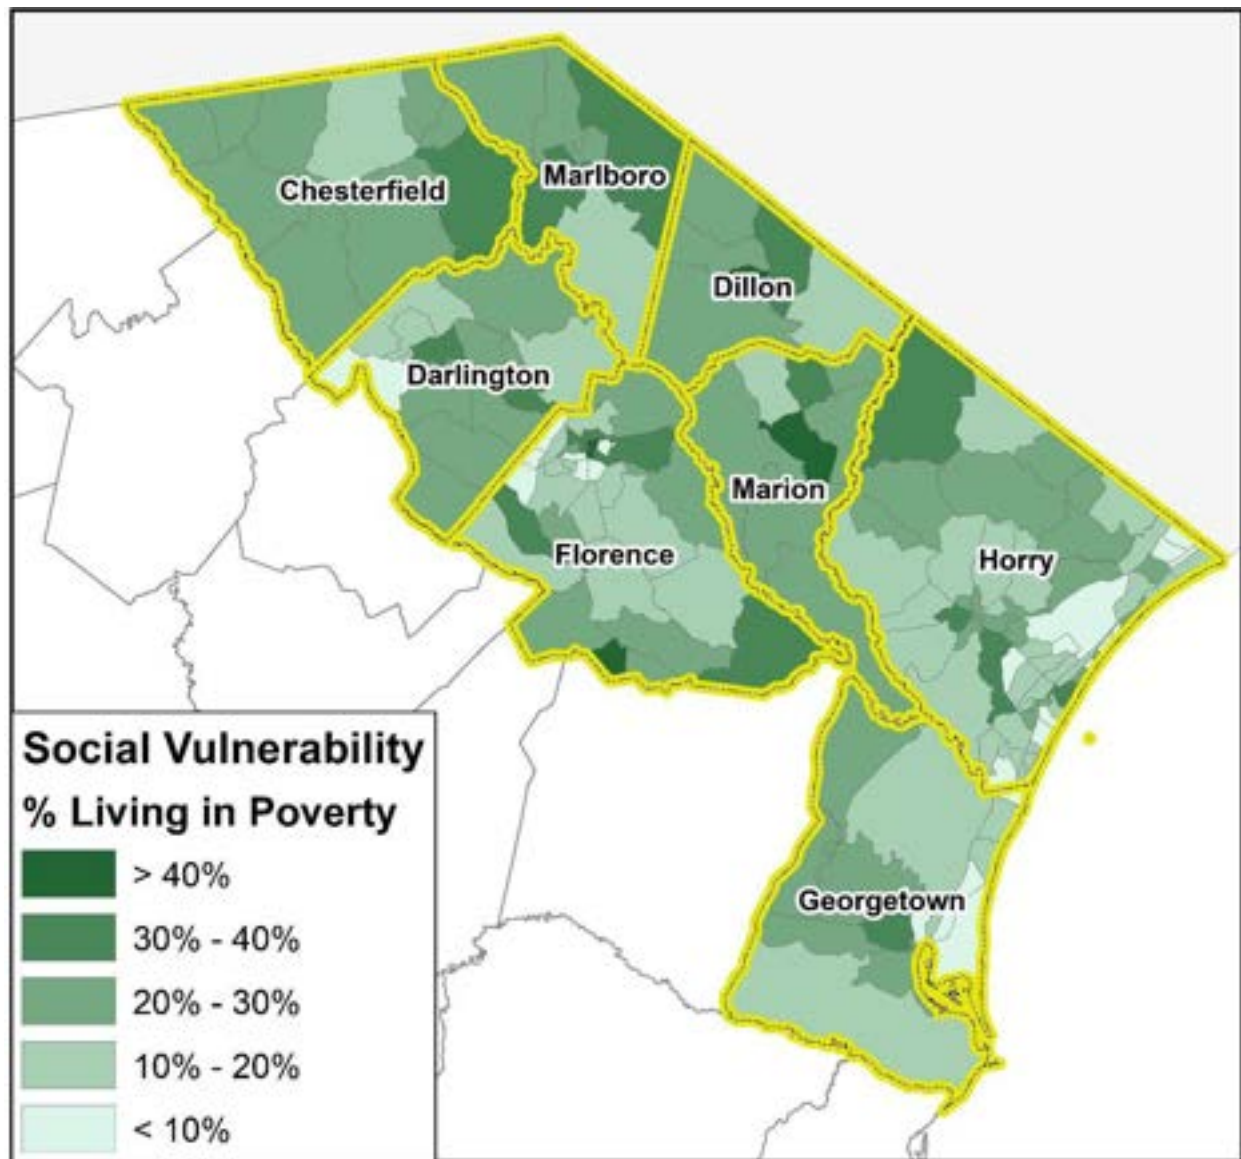 Chesterfield
Marlboro
Dillon
Darlington
Marion
Florence
Horry
Georgetown
Social Vulnerability
% Living in Poverty
> 40%
30% - 40%
20% - 30%
10% - 20%
< 10%